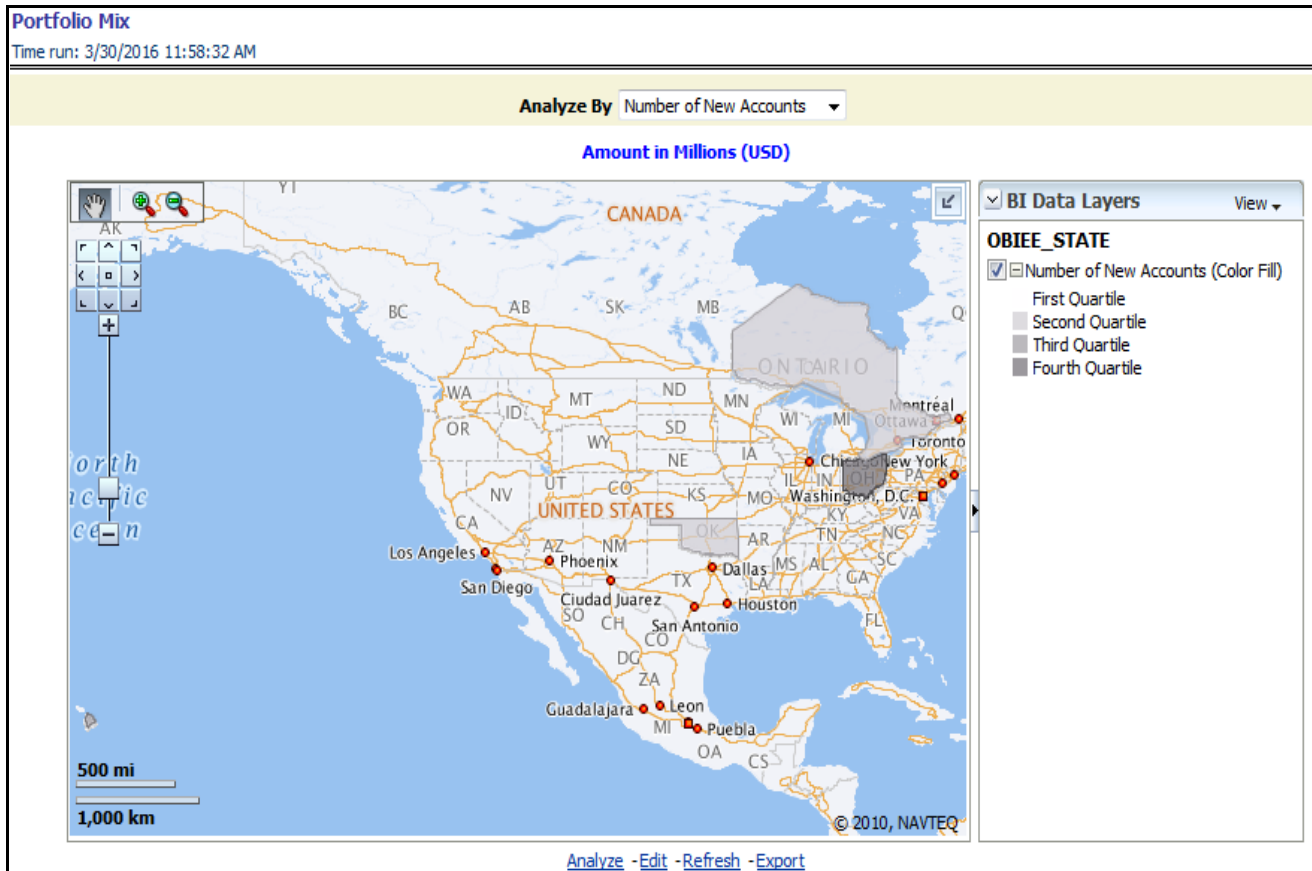 Portfolio Mix
Time run: 3/30/2016 11:58:32 AM
Analyze By Number of New Accounts
Amount in Millions (USD)
BI Data Layers View
OBIEE_STATE
Number of New Accounts (Color Fill)
First Quartile
Second Quartile
Third Quartile
Fourth Quartile
YT
AK
CANADA
BC
AB
SK
MB
ONTARIO
WA
MT
ND
MN
ID
OR
WI
MI
Montréal
Ottawa
Toronto
SD
WY
IA
NE
Chicago
New York
NV
UT
CO
KS
MO
IL
IN
OH
PA
Washington, D.C.
UNITED STATES
KY
VA
CA
OK
AR
TN
NC
Los Angeles
AZ
NM
Phoenix
Dallas
MS
AL
SC
San Diego
TX
LA
GA
Ciudad Juarez
Houston
SO
CH
San Antonio
FL
CO
DG
ZA
Guadalajara
Leon
MI
Puebla
OA
CS
500 mi
1,000 km
© 2010, NAVTEQ
Analyze - Edit - Refresh - Export